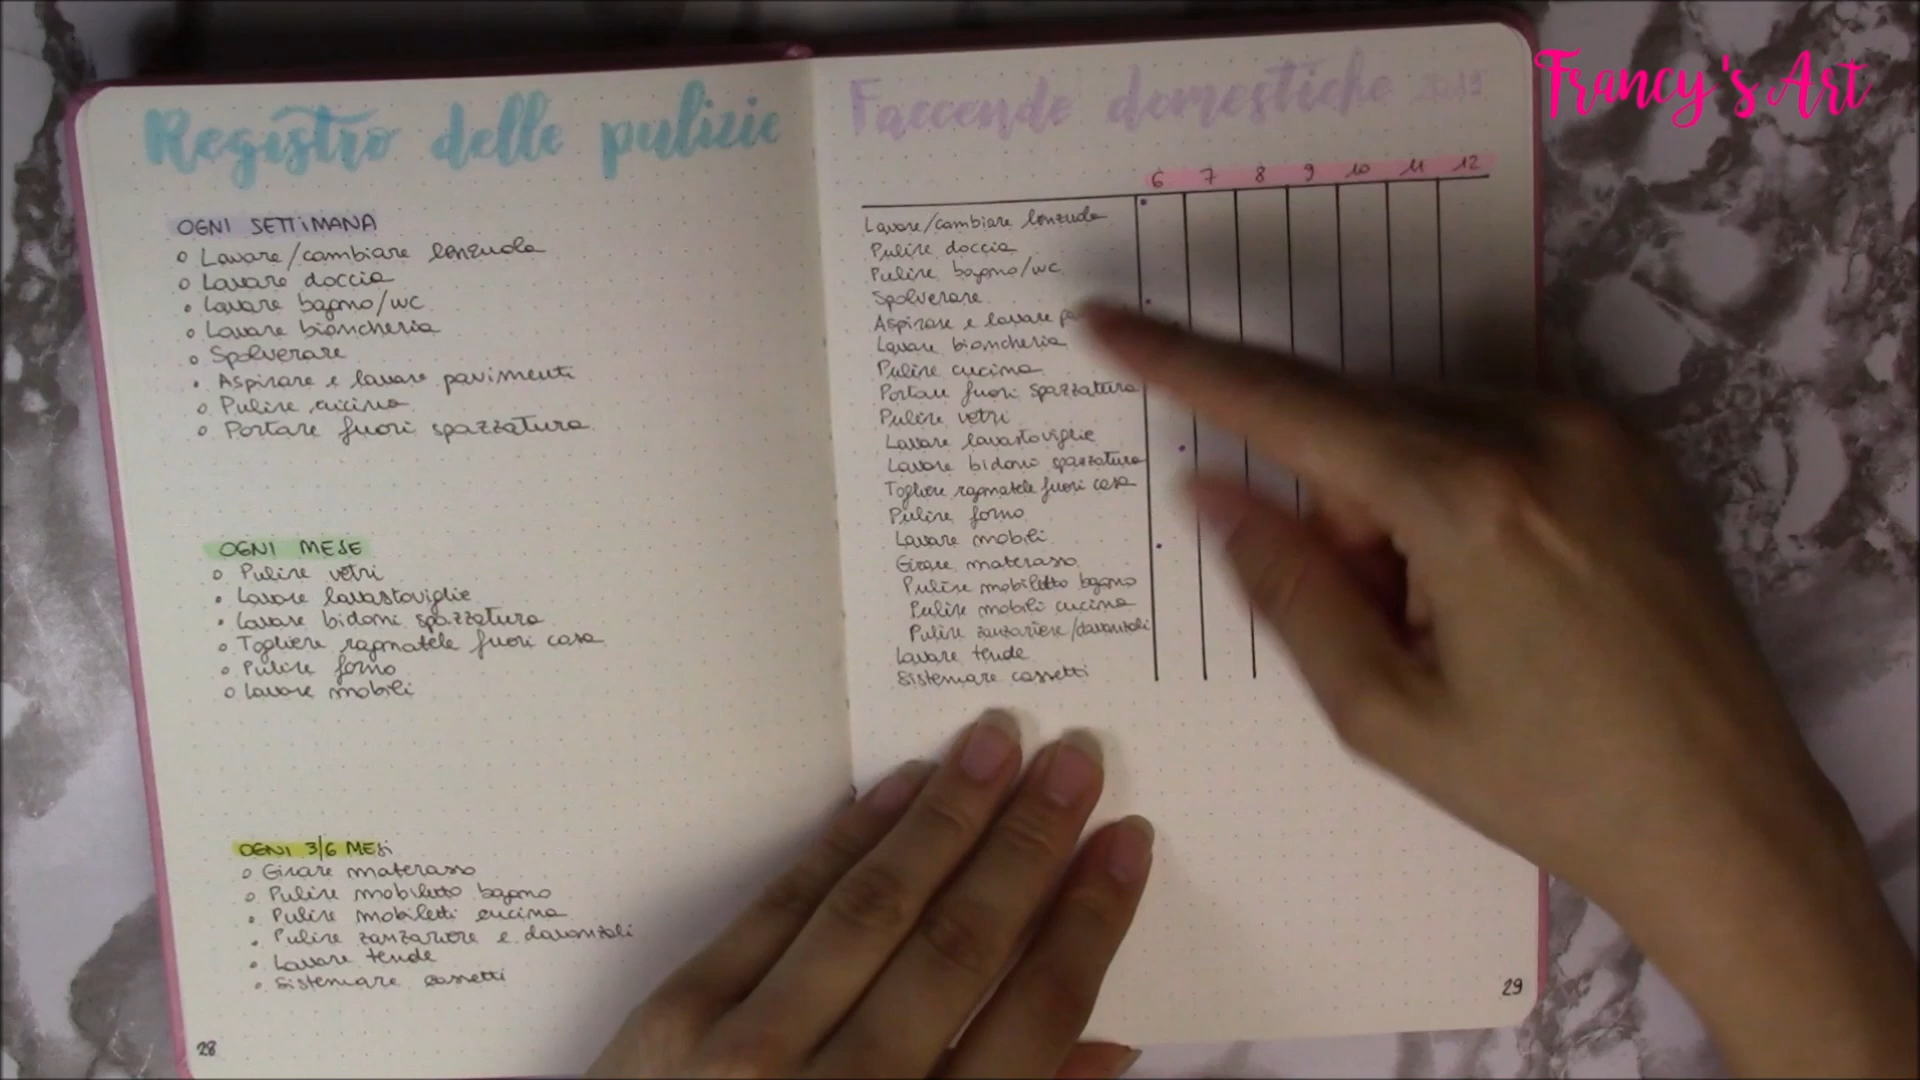 Francy's Art
Registro delle pulizie
OGNI SETTIMANA
Lavare/cambiare lenzuola
Lavare doccia
Lavare bagno/wc
Lavare biancheria
Spolverare
Aspirare e lavare pavimenti
Pulire cucina
Portare fuori spazzatura
OGNI MESE
Pulire vetri
Lavare lavastoviglie
Lavare bidoni spazzatura
Togliere ragnatele fuori casa
Pulire forno
Lavare mobili
OGNI 3/6 MESi
Girare materasso
Pulire mobiletto bagno
Pulire mobiletti cucina
Pulire zanzariere e davanzali
Lavare tende
Sistemare cassetti
28
Faccende domestiche 2019
6 7 8 9 10 11 12
Lavare/cambiare lenzuola
Pulire doccia
Pulire bagno/wc
Spolverare
Aspirare e lavare
Lavare biancheria
Pulire cucina
Portare fuori spazzatura
Pulire vetri
Lavare lavastoviglie
Lavare bidoni spazzatura
Togliere ragnatele fuori casa
Pulire forno
Lavare mobili
Girare materasso
Pulire mobiletto bagno
Pulire mobili cucina
Pulire zanzariere/davanzali
Lavare tende
Sistemare cassetti
29